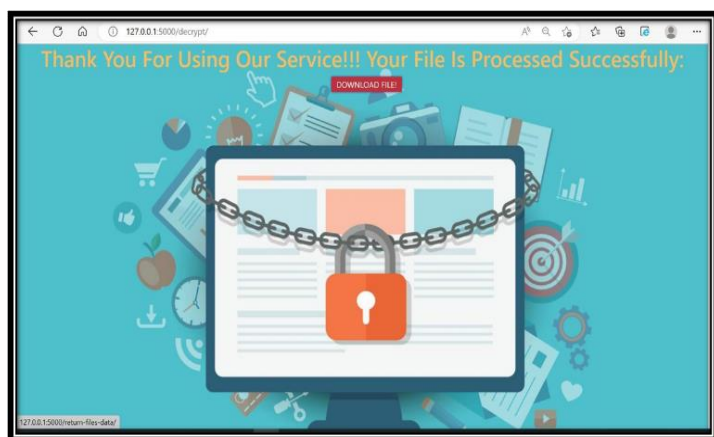 127.0.0.1:5000/decrypt/
Thank You For Using Our Service!!! Your File Is Processed Successfully:
DOWNLOAD FILE!
127.0.0.1:5000/return-files-data/